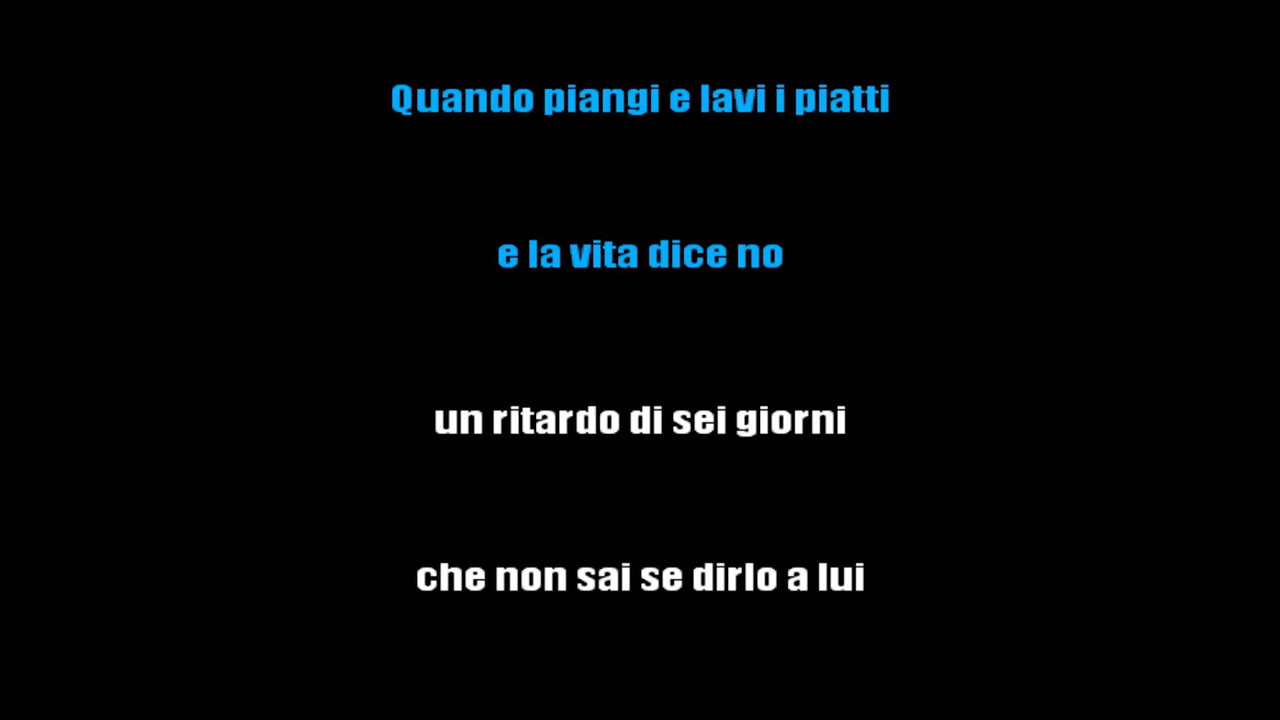 Quando piangi e lavi i piatti
e la vita dice no
un ritardo di sei giorni
che non sai se dirlo a lui